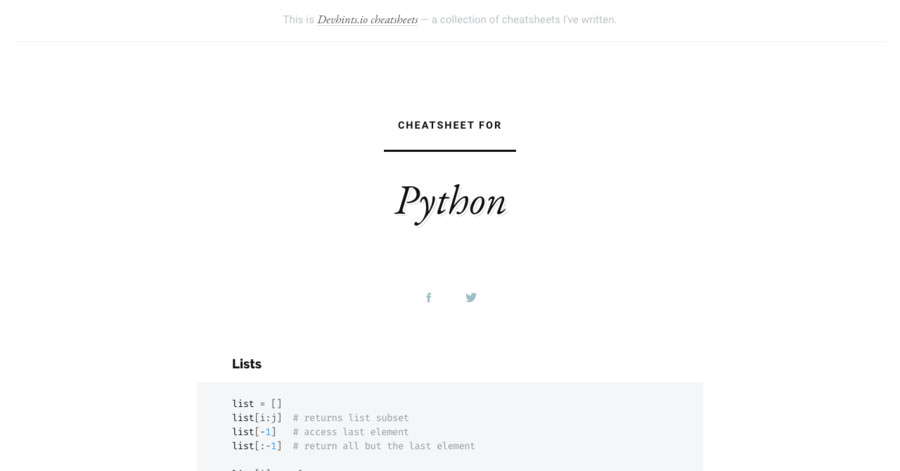 This is Devhints.io cheatsheets — a collection of cheatsheets I've written.
CHEATSHEET FOR
Python
Lists
list = []
list[i:j]  # returns list subset
list[-1]   # access last element
list[:-1]  # return all but the last element